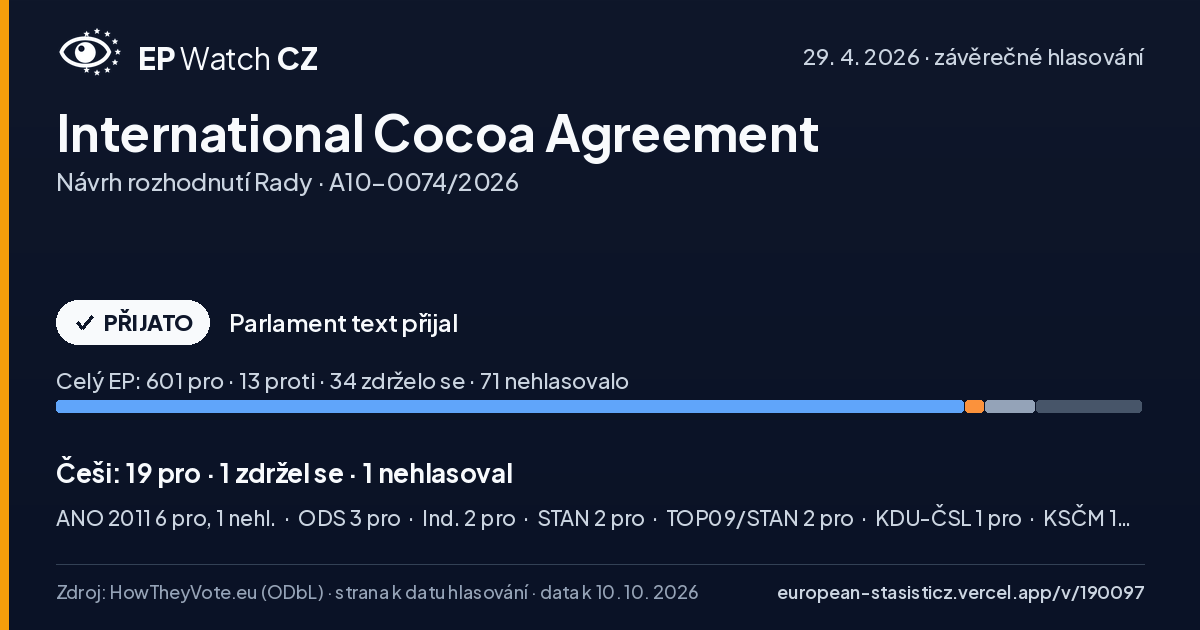 EP Watch CZ
29. 4. 2026 · závěrečné hlasování
International Cocoa Agreement
Návrh rozhodnutí Rady · A10-0074/2026
✓ PŘIJATO
Parlament text přijal
Celý EP: 601 pro · 13 proti · 34 zdrželo se · 71 nehlasovalo
Češi: 19 pro · 1 zdržel se · 1 nehlasoval
ANO 2011 6 pro, 1 nehl. · ODS 3 pro · Ind. 2 pro · STAN 2 pro · TOP09/STAN 2 pro · KDU-ČSL 1 pro · KSČM 1…
Zdroj: HowTheyVote.eu (ODbL) · strana k datu hlasování · data k 10. 10. 2026
european-stasisticz.vercel.app/v/190097